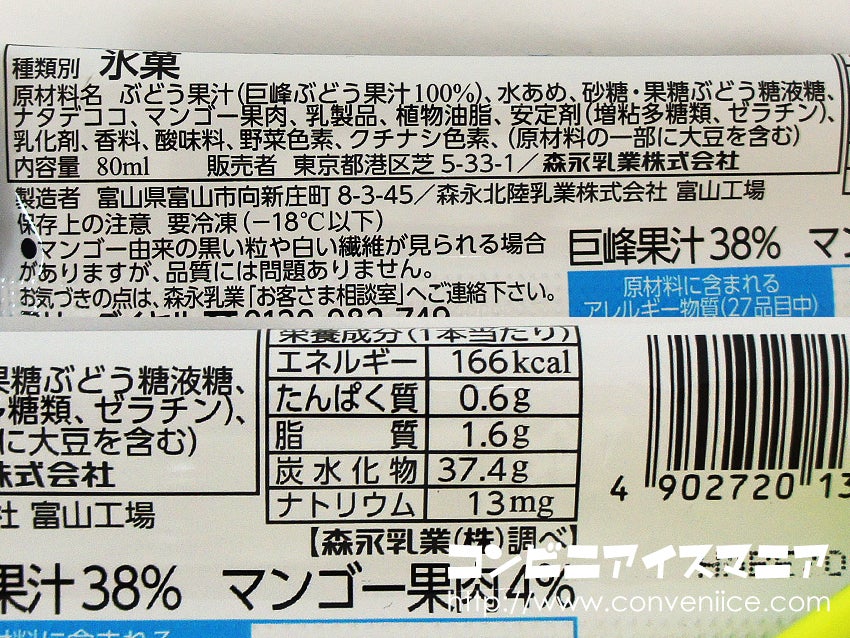 種類別 氷菓
原材料名 ぶどう果汁(巨峰ぶどう果汁100%)、水あめ、砂糖・果糖ぶどう糖液糖、
ナタデココ、マンゴー果肉、乳製品、植物油脂、安定剤(増粘多糖類、ゼラチン)、
乳化剤、香料、酸味料、野菜色素、クチナシ色素、(原材料の一部に大豆を含む)
内容量 80ml 販売者 東京都港区芝5-33-1/森永乳業株式会社
製造者 富山県富山市向新庄町8-3-45/森永北陸乳業株式会社 富山工場
保存上の注意 要冷凍(-18℃以下)
●マンゴー由来の黒い粒や白い繊維が見られる場合
がありますが、品質には問題ありません。
お気づきの点は、森永乳業「お客さま相談室」へご連絡下さい。
巨峰果汁38% マン
原材料に含まれる
アレルギー物質(27品目中)
果糖ぶどう糖液糖、
糖類、ゼラチン)、
に大豆を含む)
株式会社
社 富山工場
栄養成分(1本当たり)
エネルギー 166kcal
たんぱく質 0.6g
脂質 1.6g
炭水化物 37.4g
ナトリウム 13mg
【森永乳業(株)調べ】
4 902720 13
果汁38% マンゴー果肉4%
コンビニアイスマニア
http://www.conveniice.com/